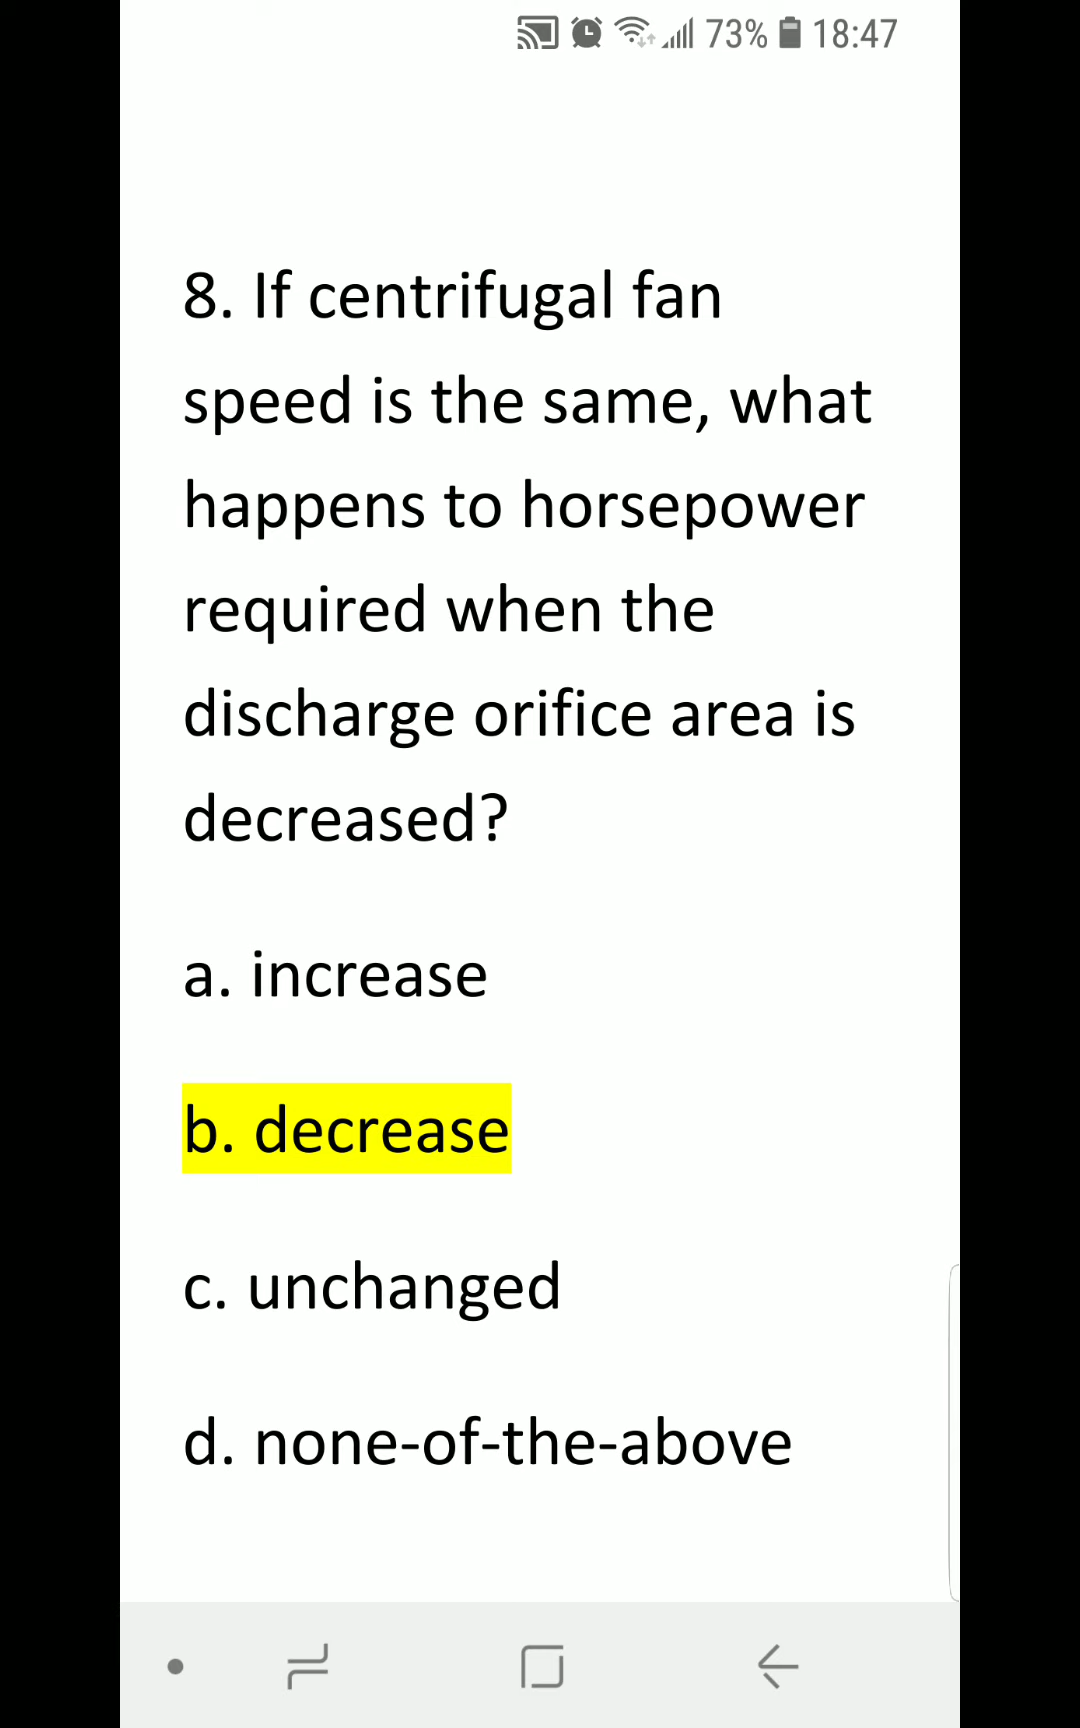 73% 18:47
8. If centrifugal fan
speed is the same, what
happens to horsepower
required when the
discharge orifice area is
decreased?
a. increase
b. decrease
c. unchanged
d. none-of-the-above